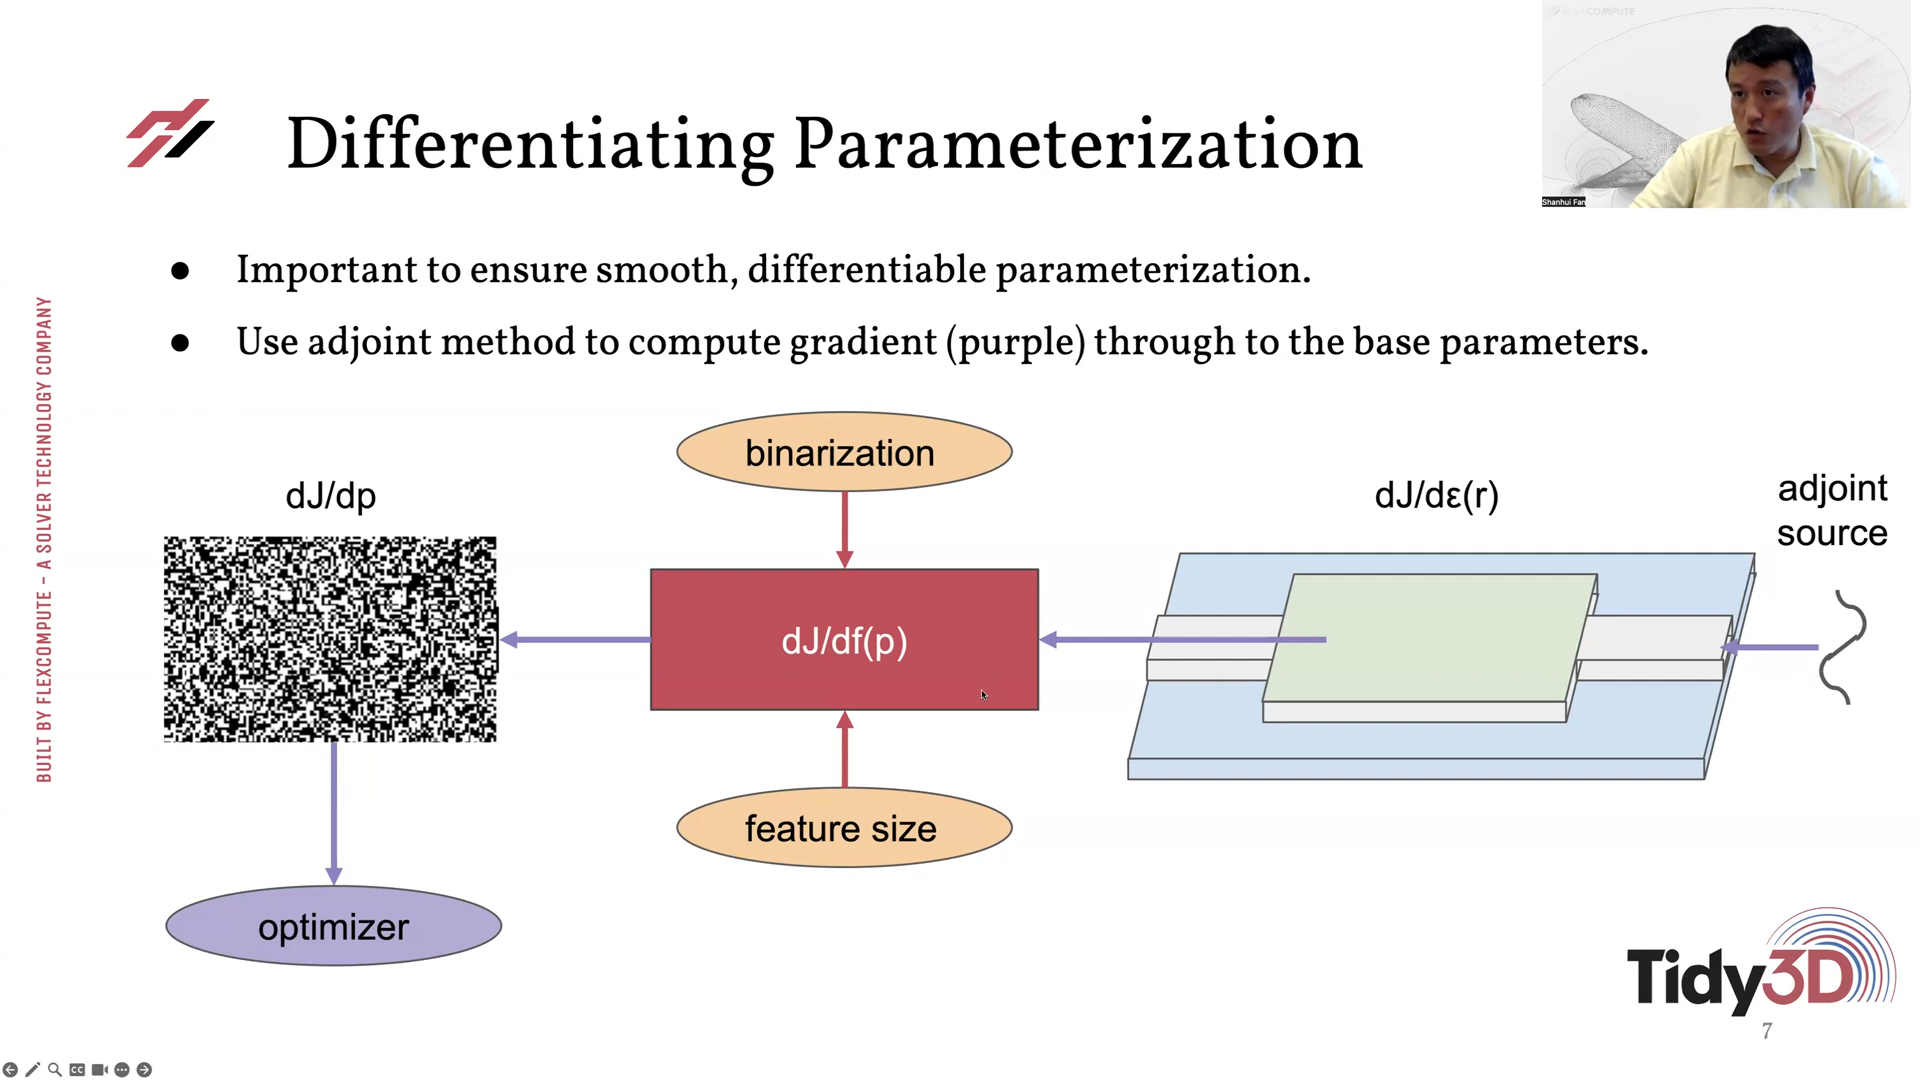 FLEXCOMPUTE
Differentiating Parameterization
Shanhui Fan
● Important to ensure smooth, differentiable parameterization.
● Use adjoint method to compute gradient (purple) through to the base parameters.
BUILT BY FLEXCOMPUTE - A SOLVER TECHNOLOGY COMPANY
binarization
dJ/dp
dJ/dε(r)
adjoint
source
dJ/df(p)
feature size
optimizer
Tidy3D
7
CC